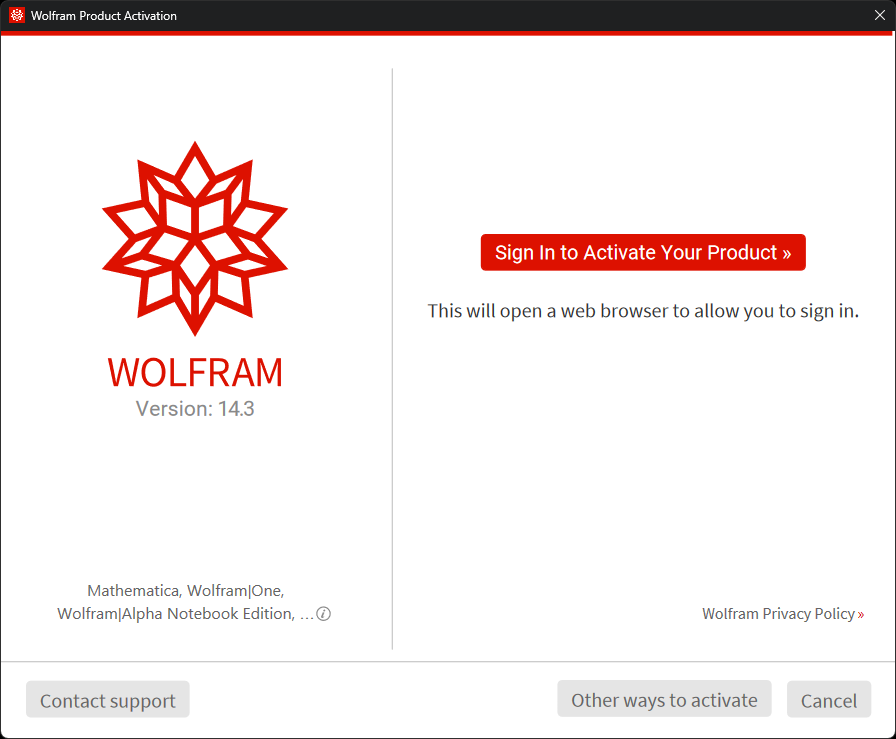 Wolfram Product Activation
WOLFRAM
Version: 14.3
Mathematica, Wolfram|One,
Wolfram|Alpha Notebook Edition, ...
Sign In to Activate Your Product »
This will open a web browser to allow you to sign in.
Wolfram Privacy Policy »
Contact support
Other ways to activate
Cancel